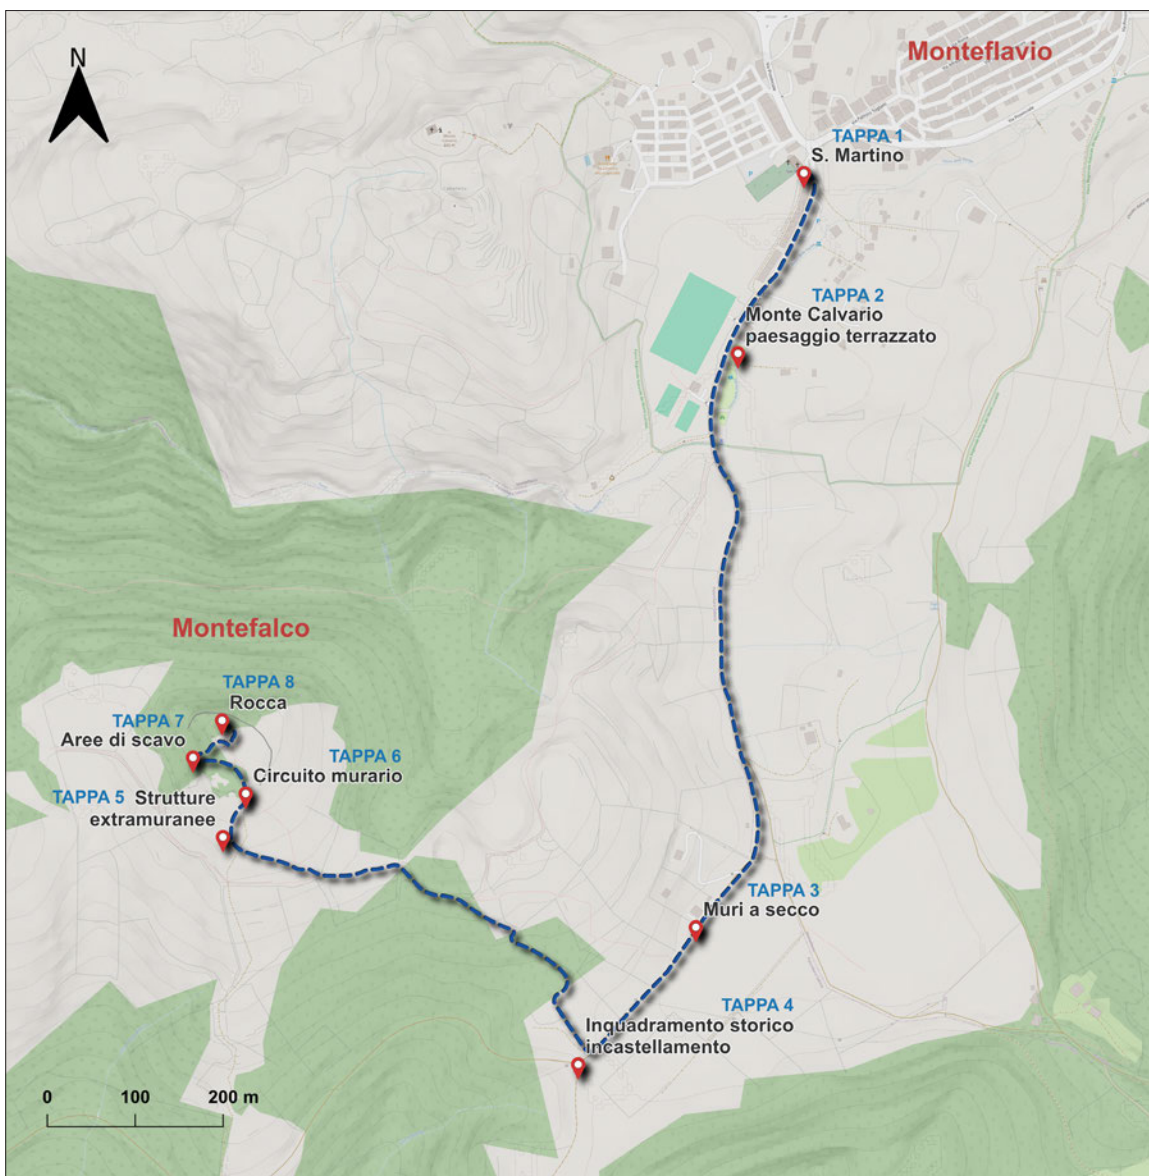 N
Monteflavio
TAPPA 1
S. Martino
TAPPA 2
Monte Calvario
paesaggio terrazzato
Montefalco
TAPPA 8
Rocca
TAPPA 7
Aree di scavo
TAPPA 6
Circuito murario
TAPPA 5 Strutture
extramuranee
TAPPA 3
Muri a secco
TAPPA 4
Inquadramento storico
incastellamento
0 100 200 m